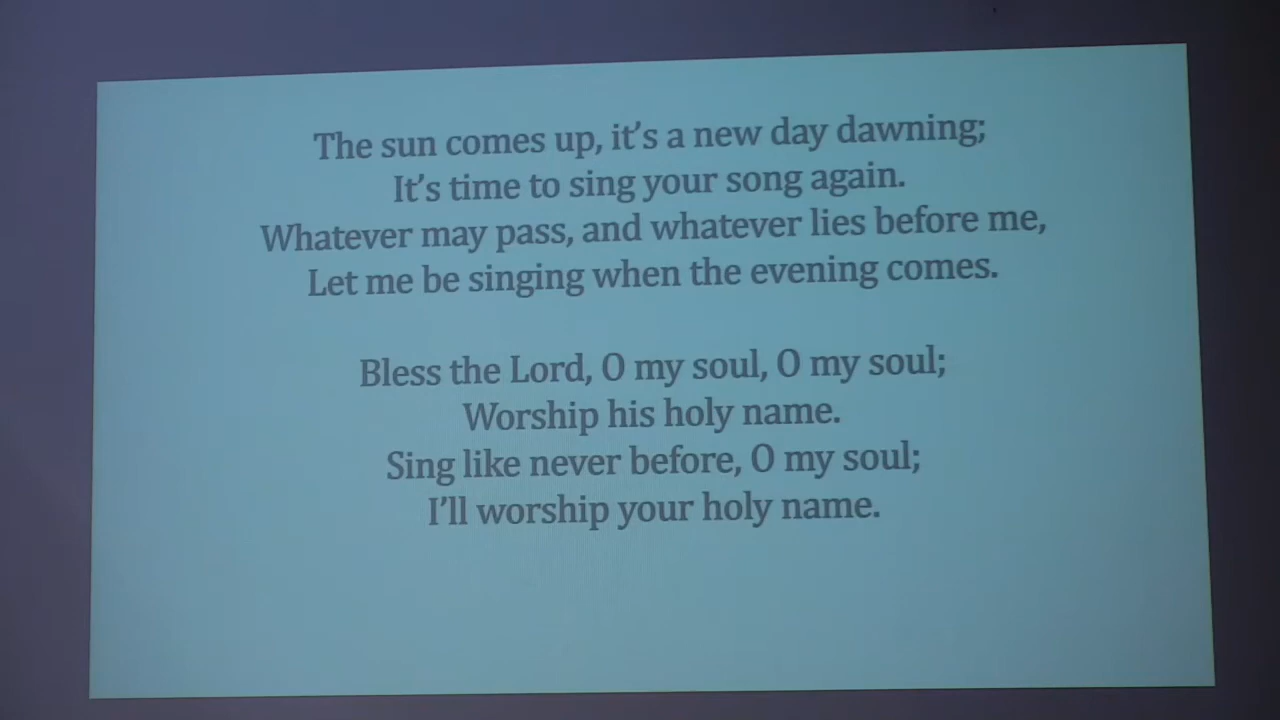 The sun comes up, it's a new day dawning;
It's time to sing your song again.
Whatever may pass, and whatever lies before me,
Let me be singing when the evening comes.
Bless the Lord, O my soul, O my soul;
Worship his holy name.
Sing like never before, O my soul;
I'll worship your holy name.